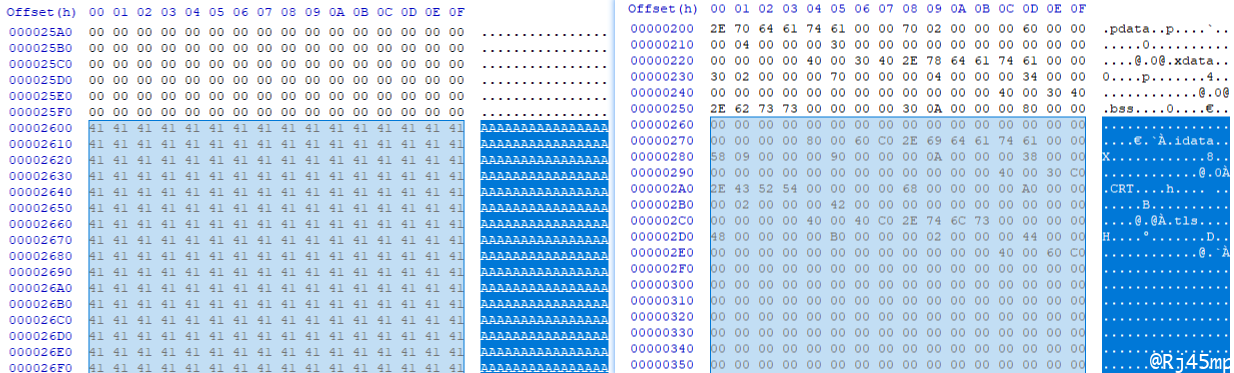 Offset(h) 00 01 02 03 04 05 06 07 08 09 0A 0B 0C 0D 0E 0F
000025A0 00 00 00 00 00 00 00 00 00 00 00 00 00 00 00 00 ................
000025B0 00 00 00 00 00 00 00 00 00 00 00 00 00 00 00 00 ................
000025C0 00 00 00 00 00 00 00 00 00 00 00 00 00 00 00 00 ................
000025D0 00 00 00 00 00 00 00 00 00 00 00 00 00 00 00 00 ................
000025E0 00 00 00 00 00 00 00 00 00 00 00 00 00 00 00 00 ................
000025F0 00 00 00 00 00 00 00 00 00 00 00 00 00 00 00 00 ................
00002600 41 41 41 41 41 41 41 41 41 41 41 41 41 41 41 41 AAAAAAAAAAAAAAAA
00002610 41 41 41 41 41 41 41 41 41 41 41 41 41 41 41 41 AAAAAAAAAAAAAAAA
00002620 41 41 41 41 41 41 41 41 41 41 41 41 41 41 41 41 AAAAAAAAAAAAAAAA
00002630 41 41 41 41 41 41 41 41 41 41 41 41 41 41 41 41 AAAAAAAAAAAAAAAA
00002640 41 41 41 41 41 41 41 41 41 41 41 41 41 41 41 41 AAAAAAAAAAAAAAAA
00002650 41 41 41 41 41 41 41 41 41 41 41 41 41 41 41 41 AAAAAAAAAAAAAAAA
00002660 41 41 41 41 41 41 41 41 41 41 41 41 41 41 41 41 AAAAAAAAAAAAAAAA
00002670 41 41 41 41 41 41 41 41 41 41 41 41 41 41 41 41 AAAAAAAAAAAAAAAA
00002680 41 41 41 41 41 41 41 41 41 41 41 41 41 41 41 41 AAAAAAAAAAAAAAAA
00002690 41 41 41 41 41 41 41 41 41 41 41 41 41 41 41 41 AAAAAAAAAAAAAAAA
000026A0 41 41 41 41 41 41 41 41 41 41 41 41 41 41 41 41 AAAAAAAAAAAAAAAA
000026B0 41 41 41 41 41 41 41 41 41 41 41 41 41 41 41 41 AAAAAAAAAAAAAAAA
000026C0 41 41 41 41 41 41 41 41 41 41 41 41 41 41 41 41 AAAAAAAAAAAAAAAA
000026D0 41 41 41 41 41 41 41 41 41 41 41 41 41 41 41 41 AAAAAAAAAAAAAAAA
000026E0 41 41 41 41 41 41 41 41 41 41 41 41 41 41 41 41 AAAAAAAAAAAAAAAA
000026F0 41 41 41 41 41 41 41 41 41 41 41 41 41 41 41 41 AAAAAAAAAAAAAAAA
Offset(h) 00 01 02 03 04 05 06 07 08 09 0A 0B 0C 0D 0E 0F
00000200 2E 70 64 61 74 61 00 00 70 02 00 00 00 60 00 00 .pdata..p....`..
00000210 00 04 00 00 00 30 00 00 00 00 00 00 00 00 00 00 .....0..........
00000220 00 00 00 00 40 00 30 40 2E 78 64 61 74 61 00 00 ....@.0@.xdata..
00000230 30 02 00 00 00 70 00 00 00 04 00 00 00 34 00 00 0....p.......4..
00000240 00 00 00 00 00 00 00 00 00 00 00 00 40 00 30 40 ............@.0@
00000250 2E 62 73 73 00 00 00 00 30 0A 00 00 00 80 00 00 .bss....0....€..
00000260 00 00 00 00 00 00 00 00 00 00 00 00 00 00 00 00 ................
00000270 00 00 00 00 80 00 60 C0 2E 69 64 61 74 61 00 00 ....€.`À.idata..
00000280 58 09 00 00 00 90 00 00 00 0A 00 00 00 38 00 00 X............8..
00000290 00 00 00 00 00 00 00 00 00 00 00 00 40 00 30 C0 ............@.0À
000002A0 2E 43 52 54 00 00 00 00 68 00 00 00 00 A0 00 00 .CRT....h.... ..
000002B0 00 02 00 00 00 42 00 00 00 00 00 00 00 00 00 00 .....B..........
000002C0 00 00 00 00 40 00 40 C0 2E 74 6C 73 00 00 00 00 ....@.@À.tls....
000002D0 48 00 00 00 00 B0 00 00 00 02 00 00 00 44 00 00 H....°.......D..
000002E0 00 00 00 00 00 00 00 00 00 00 00 00 40 00 60 C0 ............@.`À
000002F0 00 00 00 00 00 00 00 00 00 00 00 00 00 00 00 00 ................
00000300 00 00 00 00 00 00 00 00 00 00 00 00 00 00 00 00 ................
00000310 00 00 00 00 00 00 00 00 00 00 00 00 00 00 00 00 ................
00000320 00 00 00 00 00 00 00 00 00 00 00 00 00 00 00 00 ................
00000330 00 00 00 00 00 00 00 00 00 00 00 00 00 00 00 00 ................
00000340 00 00 00 00 00 00 00 00 00 00 00 00 00 00 00 00 ................
00000350 00 00 00 00 00 00 00 00 00 00 00 00 00 00 00 00 ......
@Rj45mp